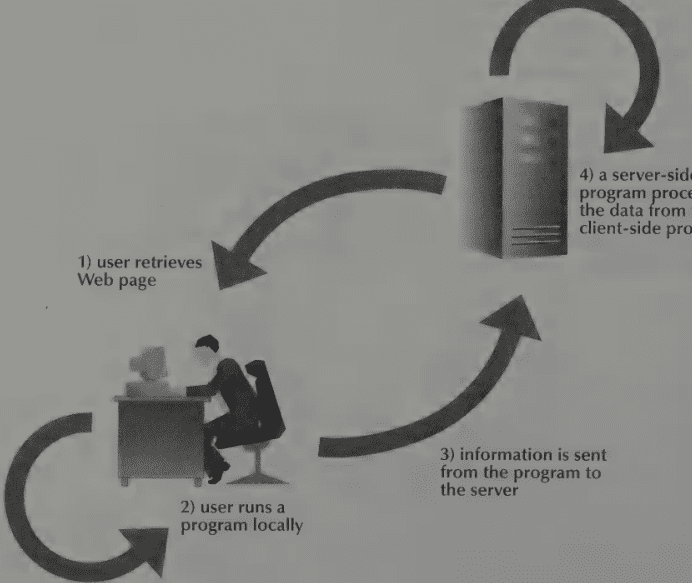 1) user retrieves
Web page
2) user runs a
program locally
3) information is sent
from the program to
the server
4) a server-side
program proce
the data from
client-side pro